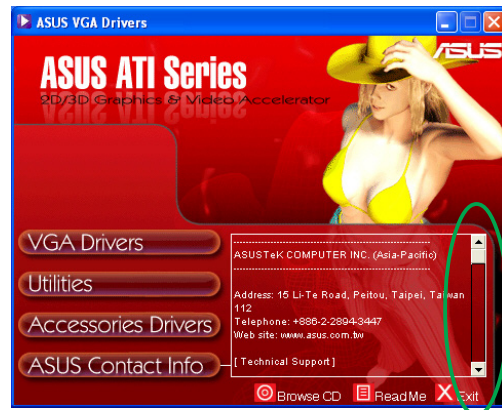 ASUS VGA Drivers
ASUS
ASUS ATI Series
2D/3D Graphics & Video Accelerator
VGA Drivers
Utilities
Accessories Drivers
ASUS Contact Info
----------------------------------------------------
ASUSTeK COMPUTER INC. (Asia-Pacific)
----------------------------------------------------
Address: 15 Li-Te Road, Peitou, Taipei, Taiwan
112
Telephone: +886-2-2894-3447
Web site: www.asus.com.tw
[ Technical Support ]
Browse CD ReadMe Exit